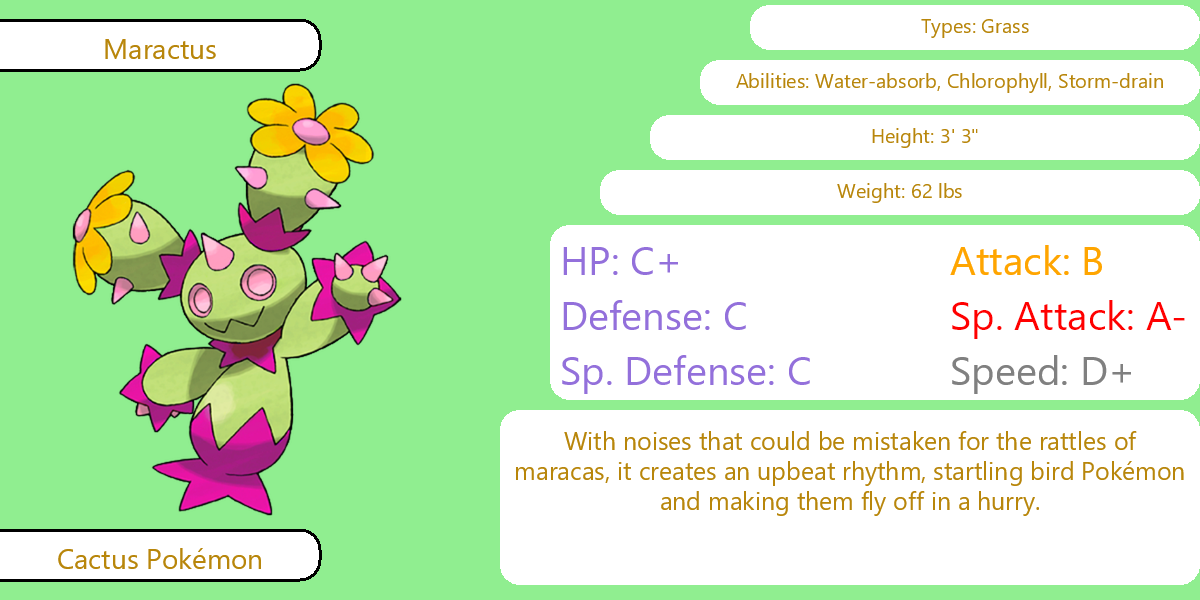 Maractus
Types: Grass
Abilities: Water-absorb, Chlorophyll, Storm-drain
Height: 3' 3"
Weight: 62 lbs
HP: C+
Attack: B
Defense: C
Sp. Attack: A-
Sp. Defense: C
Speed: D+
With noises that could be mistaken for the rattles of
maracas, it creates an upbeat rhythm, startling bird Pokémon
and making them fly off in a hurry.
Cactus Pokémon